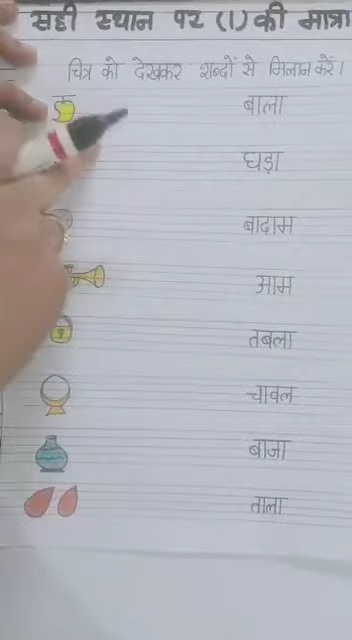 सही स्थान पर (ा) की मात्रा
चित्र को देखकर शब्दों से मिलान करें।
बाला
घड़ा
बादाम
आम
तबला
चावल
बाजा
ताला